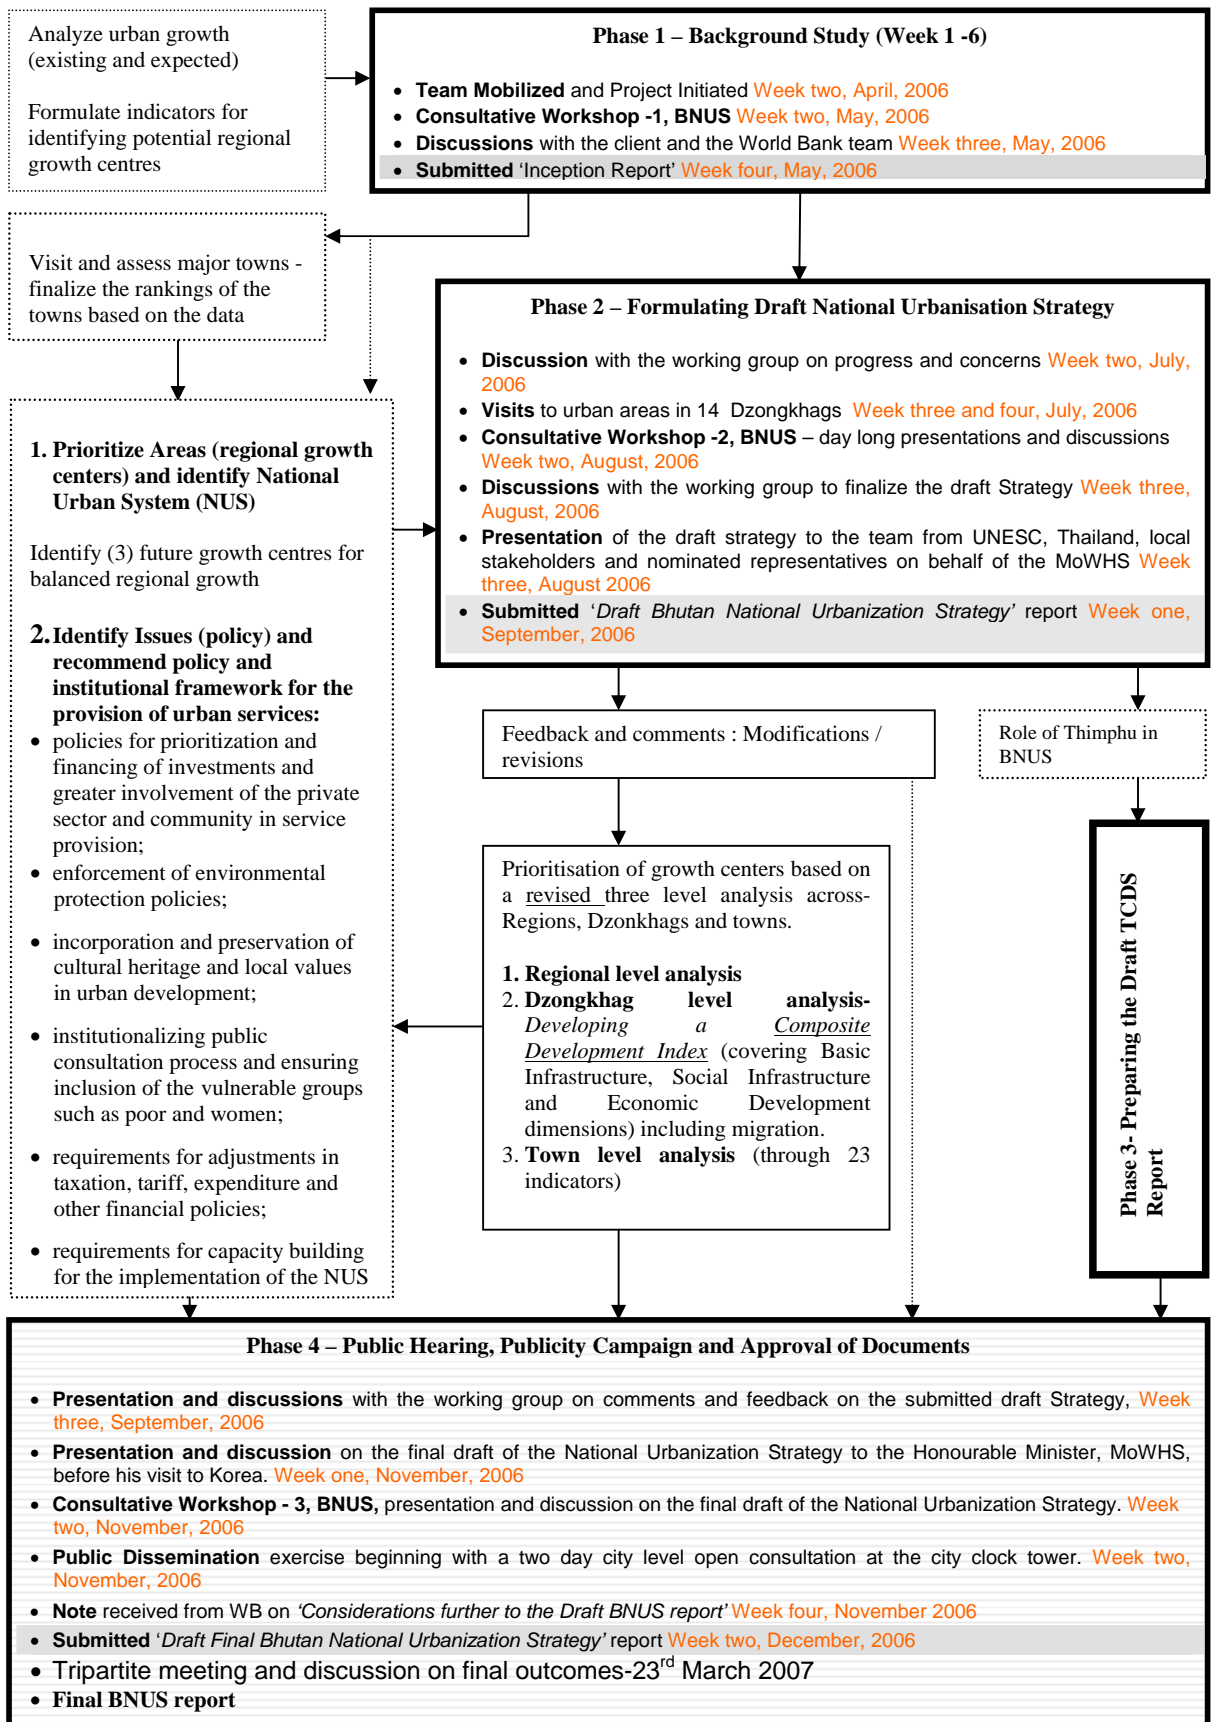 Analyze urban growth
(existing and expected)
Formulate indicators for
identifying potential regional
growth centres
Phase 1 – Background Study (Week 1 -6)
• Team Mobilized and Project Initiated Week two, April, 2006
• Consultative Workshop -1, BNUS Week two, May, 2006
• Discussions with the client and the World Bank team Week three, May, 2006
• Submitted ‘Inception Report’ Week four, May, 2006
Visit and assess major towns -
finalize the rankings of the
towns based on the data
Phase 2 – Formulating Draft National Urbanisation Strategy
• Discussion with the working group on progress and concerns Week two, July,
2006
• Visits to urban areas in 14 Dzongkhags Week three and four, July, 2006
• Consultative Workshop -2, BNUS – day long presentations and discussions
Week two, August, 2006
• Discussions with the working group to finalize the draft Strategy Week three,
August, 2006
• Presentation of the draft strategy to the team from UNESC, Thailand, local
stakeholders and nominated representatives on behalf of the MoWHS Week
three, August 2006
• Submitted ‘Draft Bhutan National Urbanization Strategy’ report Week one,
September, 2006
1. Prioritize Areas (regional growth
centers) and identify National
Urban System (NUS)
Identify (3) future growth centres for
balanced regional growth
2. Identify Issues (policy) and
recommend policy and
institutional framework for the
provision of urban services:
• policies for prioritization and
financing of investments and
greater involvement of the private
sector and community in service
provision;
• enforcement of environmental
protection policies;
• incorporation and preservation of
cultural heritage and local values
in urban development;
• institutionalizing public
consultation process and ensuring
inclusion of the vulnerable groups
such as poor and women;
• requirements for adjustments in
taxation, tariff, expenditure and
other financial policies;
• requirements for capacity building
for the implementation of the NUS
Feedback and comments : Modifications /
revisions
Role of Thimphu in
BNUS
Prioritisation of growth centers based on
a revised three level analysis across-
Regions, Dzonkhags and towns.
1. Regional level analysis
2. Dzongkhag level analysis-
Developing a Composite
Development Index (covering Basic
Infrastructure, Social Infrastructure
and Economic Development
dimensions) including migration.
3. Town level analysis (through 23
indicators)
Phase 3- Preparing the Draft TCDS
Report
Phase 4 – Public Hearing, Publicity Campaign and Approval of Documents
• Presentation and discussions with the working group on comments and feedback on the submitted draft Strategy, Week
three, September, 2006
• Presentation and discussion on the final draft of the National Urbanization Strategy to the Honourable Minister, MoWHS,
before his visit to Korea. Week one, November, 2006
• Consultative Workshop - 3, BNUS, presentation and discussion on the final draft of the National Urbanization Strategy. Week
two, November, 2006
• Public Dissemination exercise beginning with a two day city level open consultation at the city clock tower. Week two,
November, 2006
• Note received from WB on ‘Considerations further to the Draft BNUS report’ Week four, November 2006
• Submitted ‘Draft Final Bhutan National Urbanization Strategy’ report Week two, December, 2006
• Tripartite meeting and discussion on final outcomes-23rd March 2007
• Final BNUS report